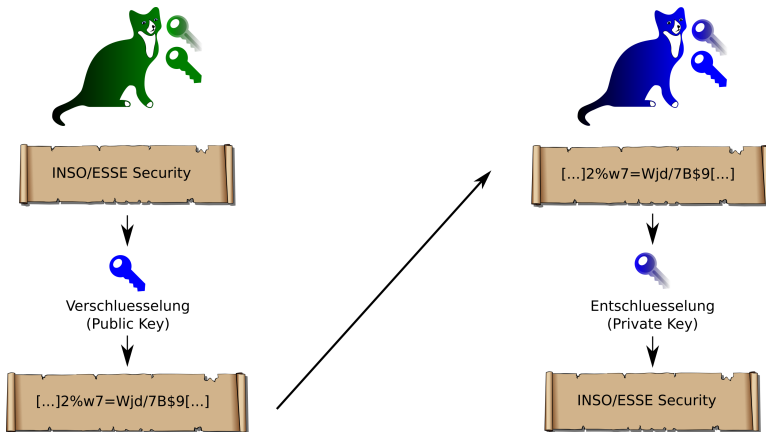 INSO/ESSE Security
Verschluesselung
(Public Key)
[...]2%w7=Wjd/7B$9[...]
[...]2%w7=Wjd/7B$9[...]
Entschluesselung
(Private Key)
INSO/ESSE Security